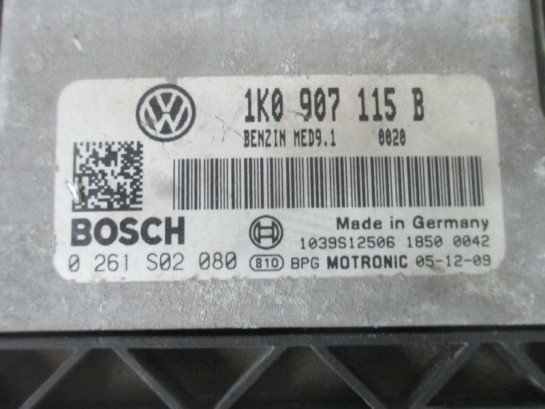 1K0 907 115 B
BENZIN MED9.1 0020
BOSCH
Made in Germany
1039S12506 1850 0042
0 261 S02 080 810 BPG MOTRONIC 05-12-09